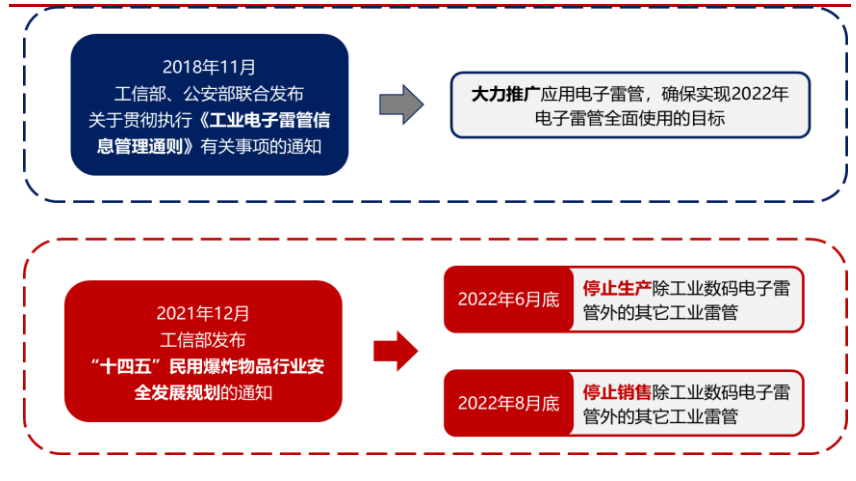 2018年11月
工信部、公安部联合发布
关于贯彻执行《工业电子雷管信
息管理通则》有关事项的通知
大力推广应用电子雷管，确保实现2022年
电子雷管全面使用的目标
2021年12月
工信部发布
“十四五”民用爆炸物品行业安
全发展规划的通知
2022年6月底
停止生产除工业数码电子雷
管外的其它工业雷管
2022年8月底
停止销售除工业数码电子雷
管外的其它工业雷管